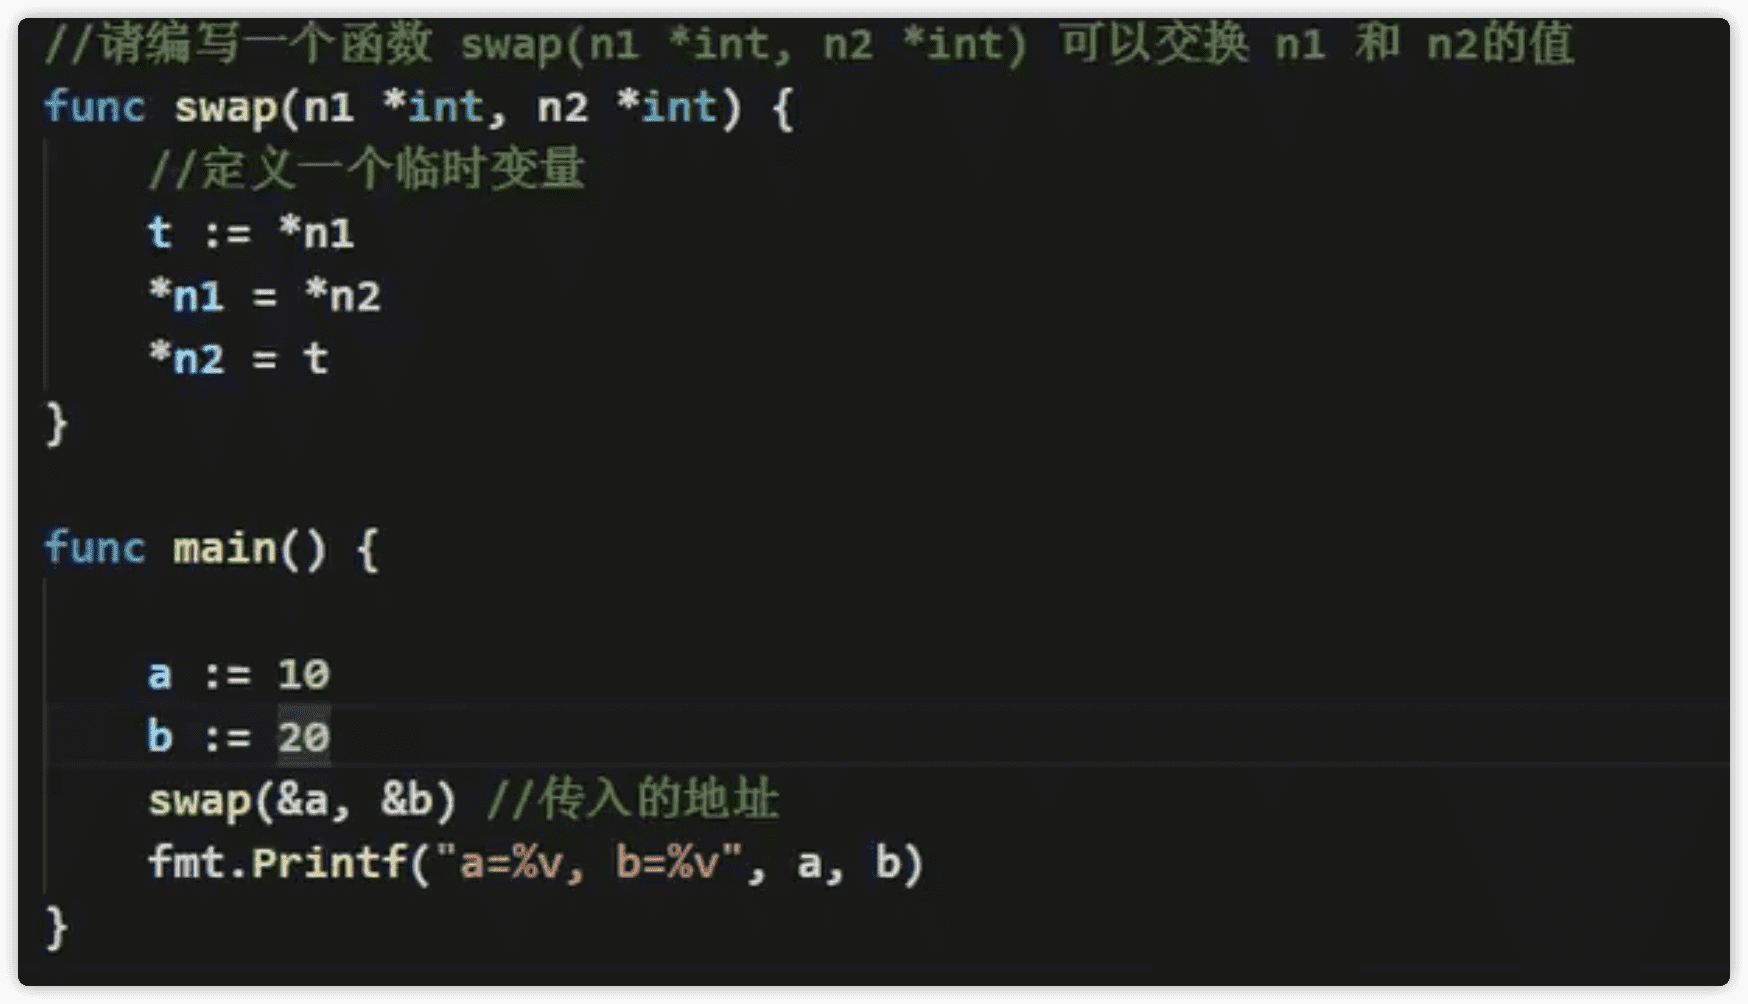 //请编写一个函数 swap(n1 *int, n2 *int) 可以交换 n1 和 n2的值
func swap(n1 *int, n2 *int) {
    //定义一个临时变量
    t := *n1
    *n1 = *n2
    *n2 = t
}
func main() {
    a := 10
    b := 20
    swap(&a, &b) //传入的地址
    fmt.Printf("a=%v, b=%v", a, b)
}